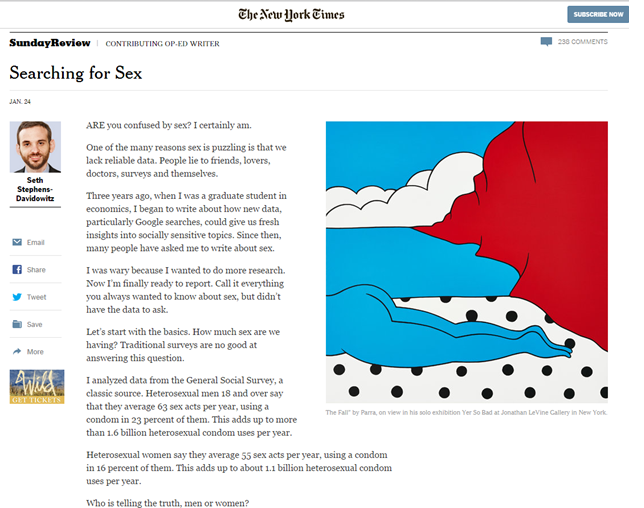 The New York Times
SUBSCRIBE NOW
SundayReview | CONTRIBUTING OP-ED WRITER
238 COMMENTS
Searching for Sex
JAN. 24
Seth
Stephens-
Davidowitz
Email
Share
Tweet
Save
More
Wild
GET TICKETS
ARE you confused by sex? I certainly am.
One of the many reasons sex is puzzling is that we
lack reliable data. People lie to friends, lovers,
doctors, surveys and themselves.
Three years ago, when I was a graduate student in
economics, I began to write about how new data,
particularly Google searches, could give us fresh
insights into socially sensitive topics. Since then,
many people have asked me to write about sex.
I was wary because I wanted to do more research.
Now I'm finally ready to report. Call it everything
you always wanted to know about sex, but didn't
have the data to ask.
Let's start with the basics. How much sex are we
having? Traditional surveys are no good at
answering this question.
I analyzed data from the General Social Survey, a
classic source. Heterosexual men 18 and over say
that they average 63 sex acts per year, using a
condom in 23 percent of them. This adds up to more
than 1.6 billion heterosexual condom uses per year.
Heterosexual women say they average 55 sex acts per year, using a condom
in 16 percent of them. This adds up to about 1.1 billion heterosexual condom
uses per year.
Who is telling the truth, men or women?
The Fall" by Parra, on view in his solo exhibition Yer So Bad at Jonathan LeVine Gallery in New York.